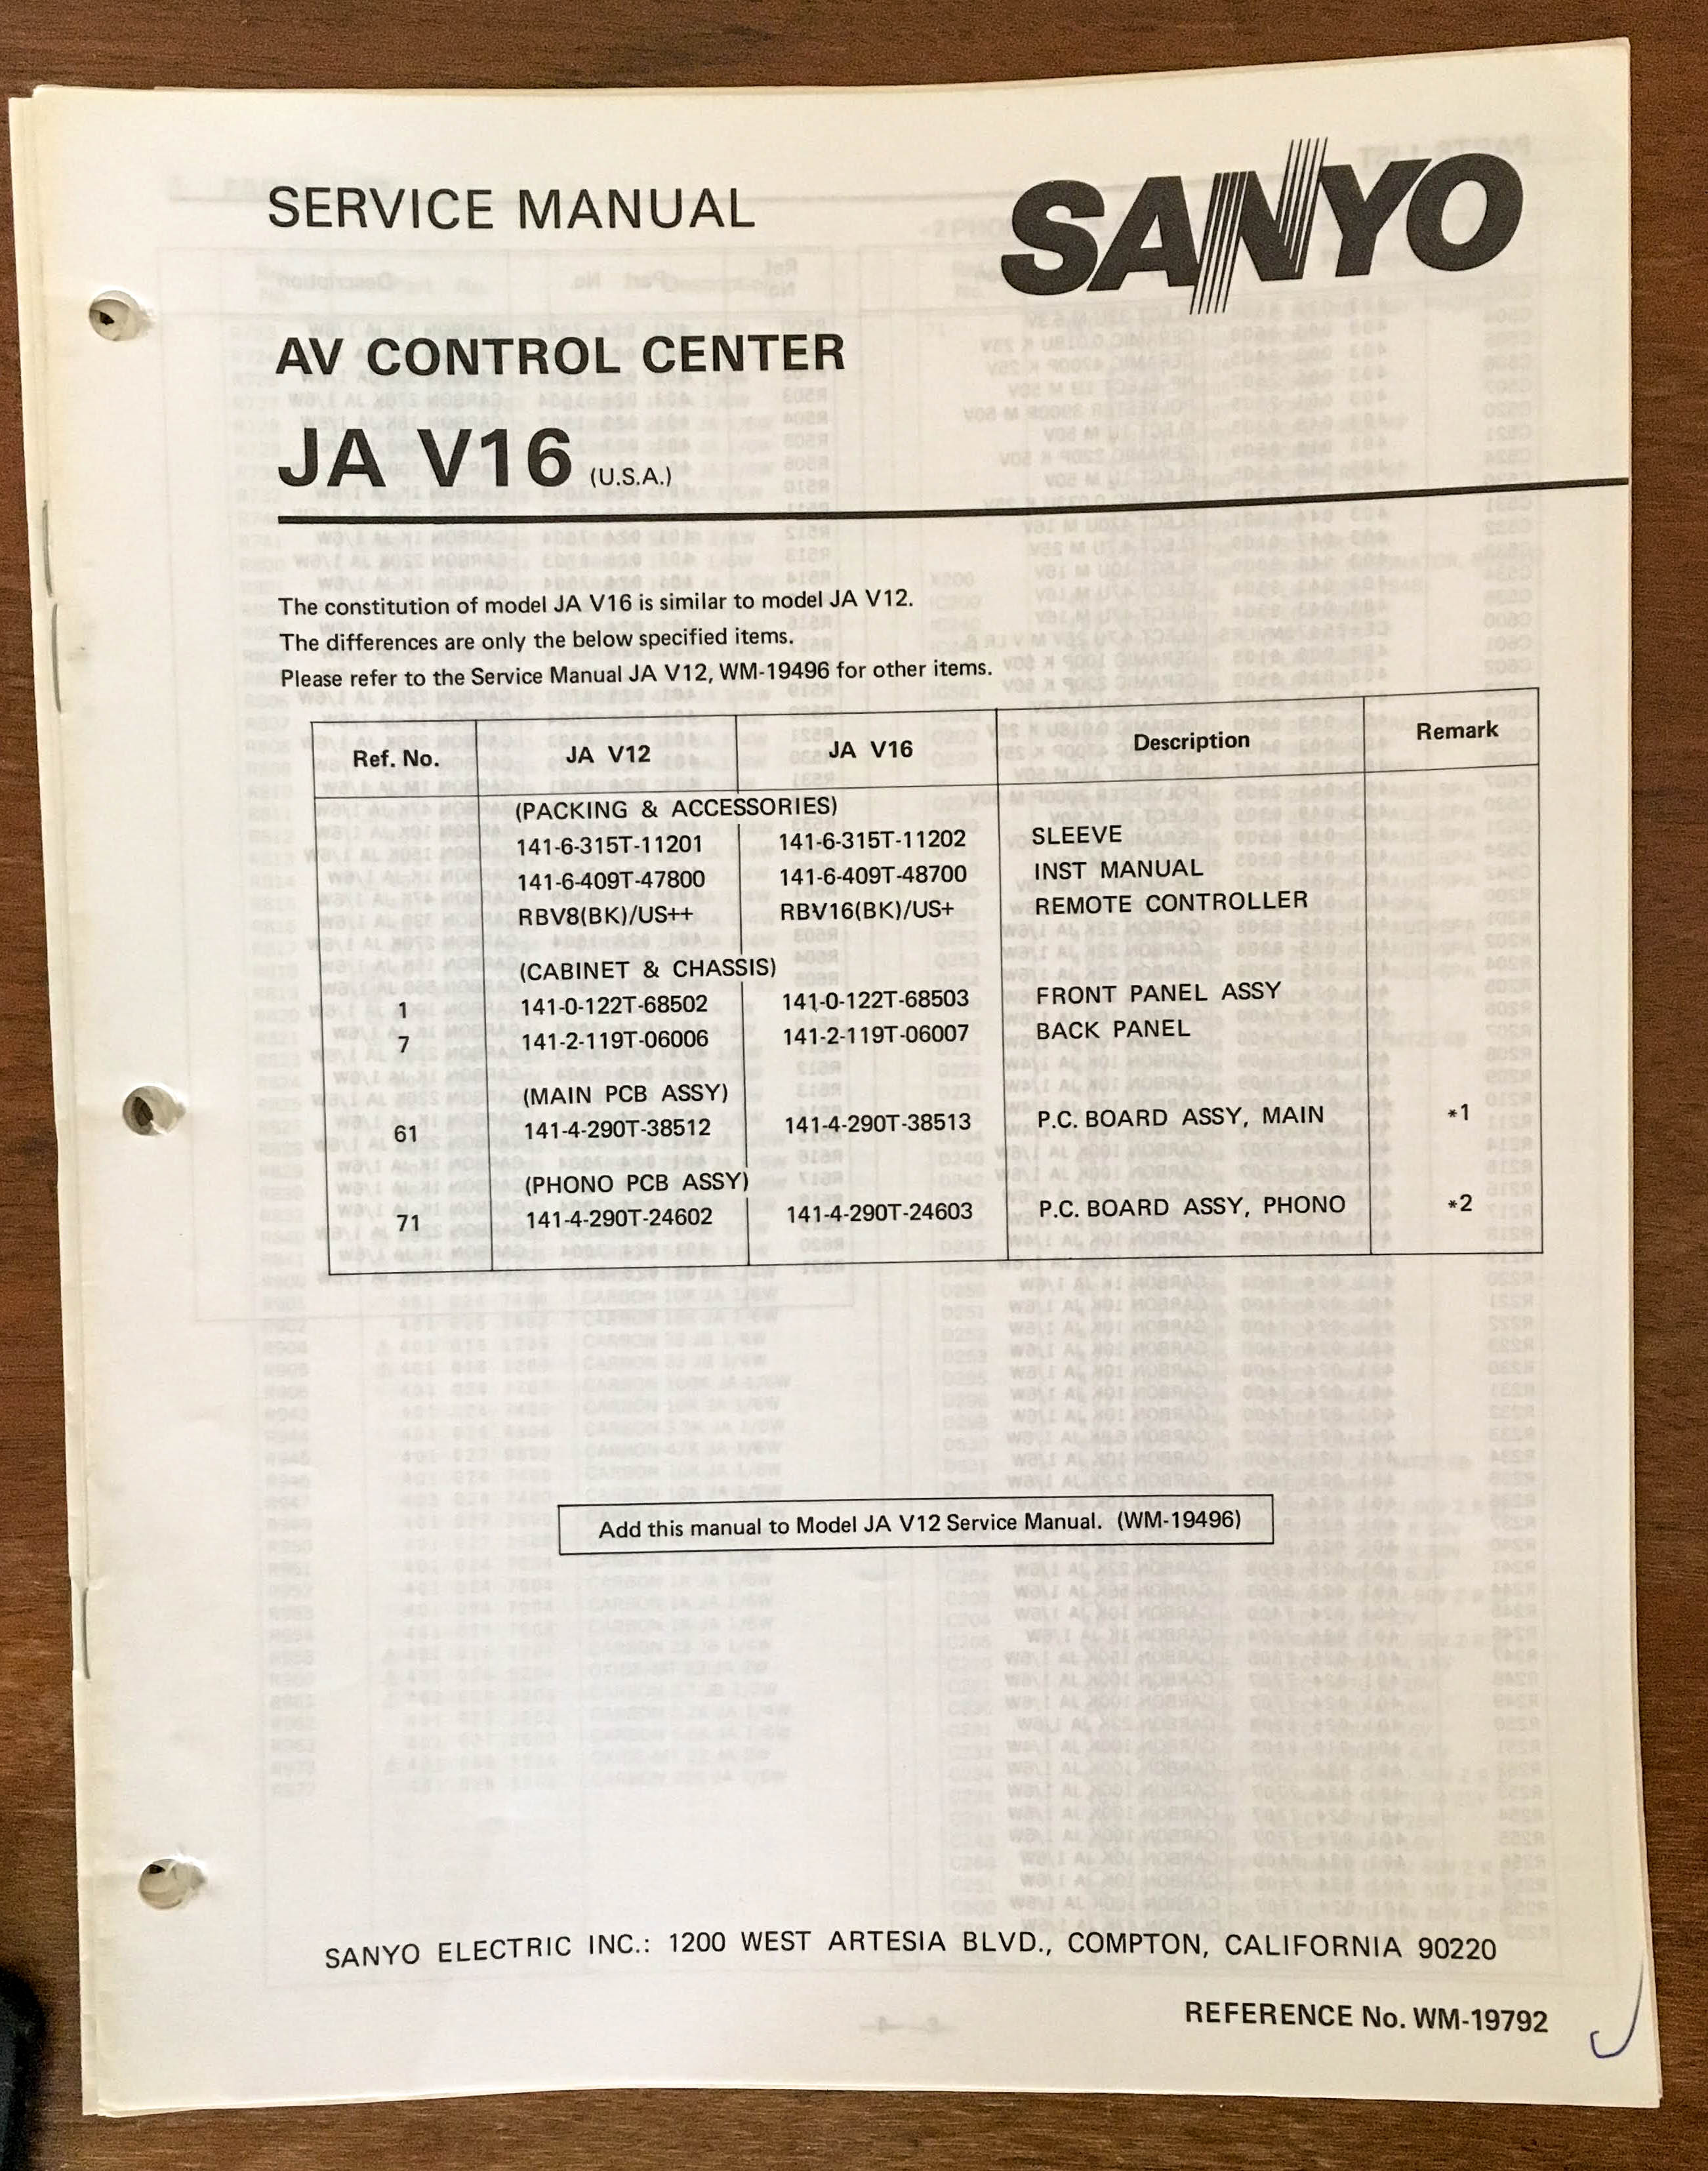 SERVICE MANUAL
SANYO
AV CONTROL CENTER
JA V16 (U.S.A.)
The constitution of model JA V16 is similar to model JA V12.
The differences are only the below specified items.
Please refer to the Service Manual JA V12, WM-19496 for other items.
Ref. No. JA V12 JA V16 Description Remark
(PACKING & ACCESSORIES)
141-6-315T-11201 141-6-315T-11202 SLEEVE
141-6-409T-47800 141-6-409T-48700 INST MANUAL
RBV8(BK)/US++ RBV16(BK)/US+ REMOTE CONTROLLER
(CABINET & CHASSIS)
1 141-0-122T-68502 141-0-122T-68503 FRONT PANEL ASSY
7 141-2-119T-06006 141-2-119T-06007 BACK PANEL
(MAIN PCB ASSY)
61 141-4-290T-38512 141-4-290T-38513 P.C. BOARD ASSY, MAIN *1
(PHONO PCB ASSY)
71 141-4-290T-24602 141-4-290T-24603 P.C. BOARD ASSY, PHONO *2
Add this manual to Model JA V12 Service Manual. (WM-19496)
SANYO ELECTRIC INC.: 1200 WEST ARTESIA BLVD., COMPTON, CALIFORNIA 90220
REFERENCE No. WM-19792